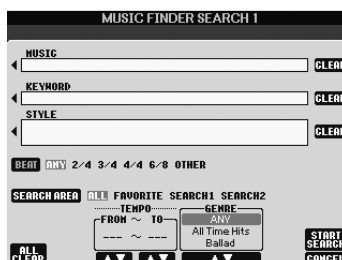 MUSIC FINDER SEARCH 1
MUSIC
CLEAR
KEYWORD
CLEAR
STYLE
CLEAR
BEAT ANY 2/4 3/4 4/4 6/8 OTHER
SEARCH AREA ALL FAVORITE SEARCH1 SEARCH2
TEMPO GENRE
FROM ~ TO ANY
--- ~ --- All Time Hits
Ballad
ALL CLEAR
START SEARCH
CANCEL